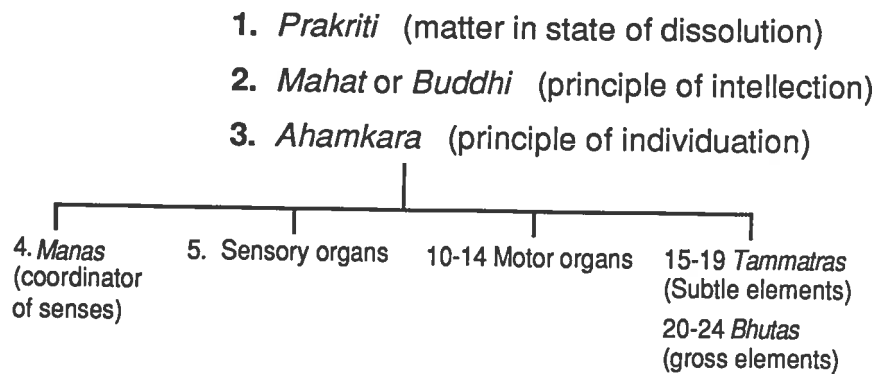 1. Prakriti (matter in state of dissolution)
2. Mahat or Buddhi (principle of intellection)
3. Ahamkara (principle of individuation)
4. Manas
(coordinator
of senses)
5. Sensory organs
10-14 Motor organs
15-19 Tammatras
(Subtle elements)
20-24 Bhutas
(gross elements)